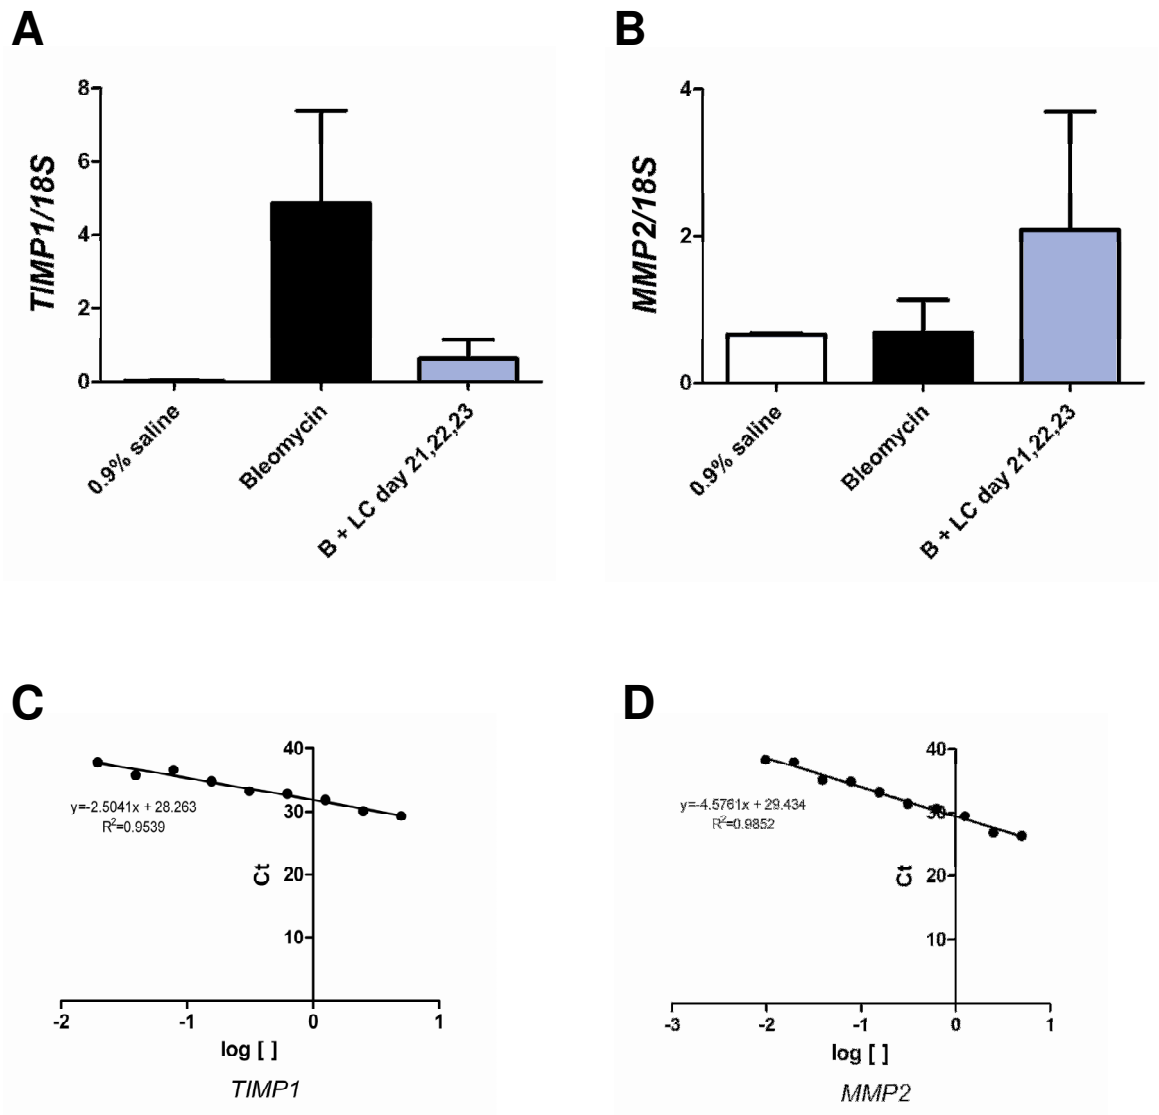 A
TIMP1/18S
8
6
4
2
0
0.9% saline
Bleomycin
B + LC day 21,22,23
B
MMP2/18S
4
2
0
0.9% saline
Bleomycin
B + LC day 21,22,23
C
y=-2.5041x + 28.263
R²=0.9539
Ct
40
30
20
10
-2 -1 0 1
log [ ]
TIMP1
D
y=-4.5761x + 29.434
R²=0.9852
Ct
40
30
20
10
-3 -2 -1 0 1
log [ ]
MMP2